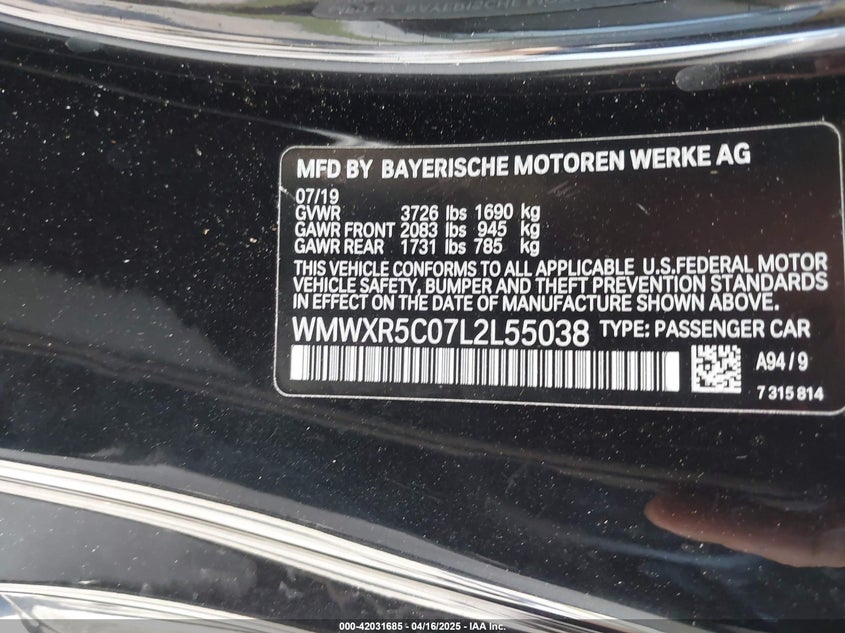 MFD BY BAYERISCHE MOTOREN WERKE AG
07/19
GVWR 3726 lbs 1690 kg
GAWR FRONT 2083 lbs 945 kg
GAWR REAR 1731 lbs 785 kg
THIS VEHICLE CONFORMS TO ALL APPLICABLE U.S.FEDERAL MOTOR
VEHICLE SAFETY, BUMPER AND THEFT PREVENTION STANDARDS
IN EFFECT ON THE DATE OF MANUFACTURE SHOWN ABOVE.
WMWXR5C07L2L55038 TYPE: PASSENGER CAR
A94/9
7315814
000-42031685 - 04/16/2025 - IAA Inc.